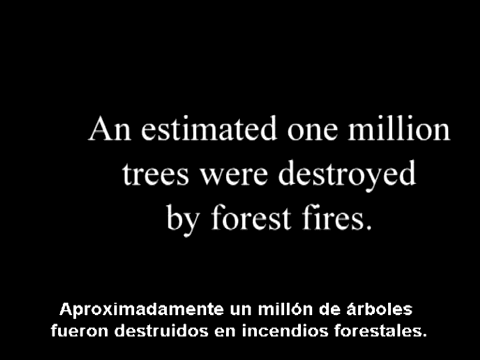 An estimated one million
trees were destroyed
by forest fires.
Aproximadamente un millón de árboles
fueron destruidos en incendios forestales.